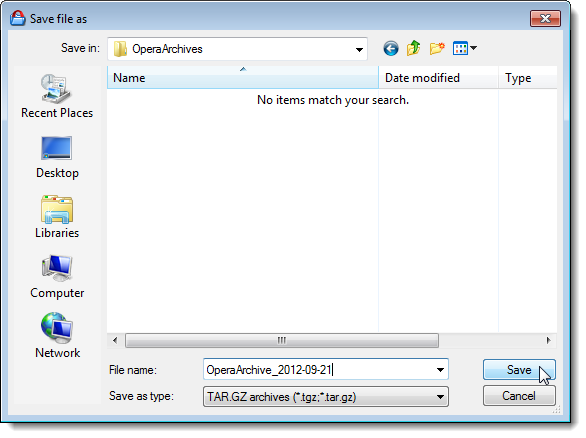 Save file as
Save in: OperaArchives
Name Date modified Type
No items match your search.
Recent Places
Desktop
Libraries
Computer
Network
File name: OperaArchive_2012-09-21 Save
Save as type: TAR.GZ archives (*.tgz;*.tar.gz) Cancel